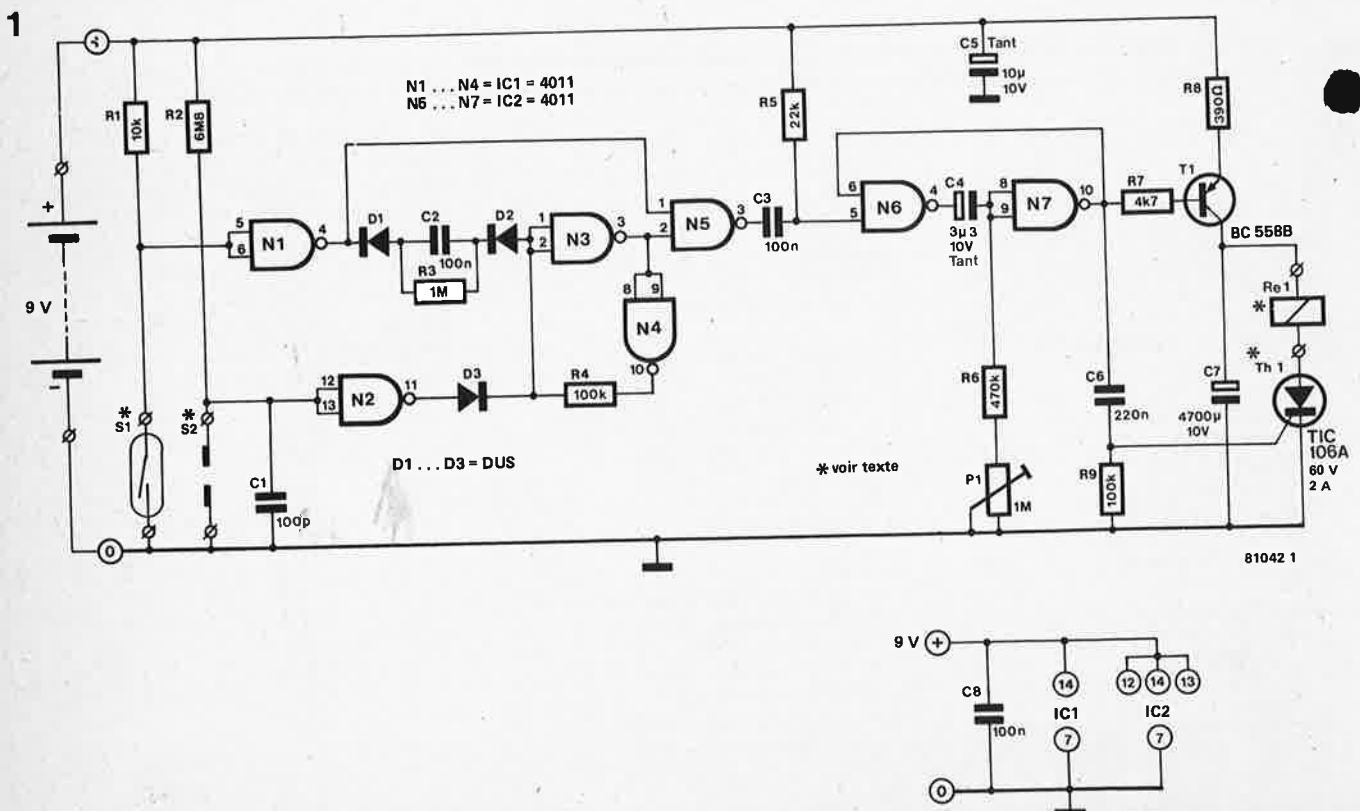 1
N1 ... N4 = IC1 = 4011
N6 ... N7 = IC2 = 4011
C5 Tant
10µ
10V
R1
10k
R2
6M8
R5
22k
R8
390Ω
+
9 V
-
5
6
N1
4
D1
C2
100n
D2
R3
1M
1
2
N3
3
8
9
N4
10
1
2
N5
3
C3
100n
6
5
N6
4
C4
3µ3
10V
Tant
8
9
N7
10
R7
4k7
T1
BC 558B
Re 1
*
* Th 1
TIC
106A
60 V
2 A
12
13
N2
11
D3
R4
100k
R6
470k
C6
220n
C7
4700µ
10V
* S1
* S2
D1 ... D3 = DUS
C1
100p
* voir texte
P1
1M
R9
100k
0
81042 1
9 V +
C8
100n
14
IC1
7
12
14
13
IC2
7
0